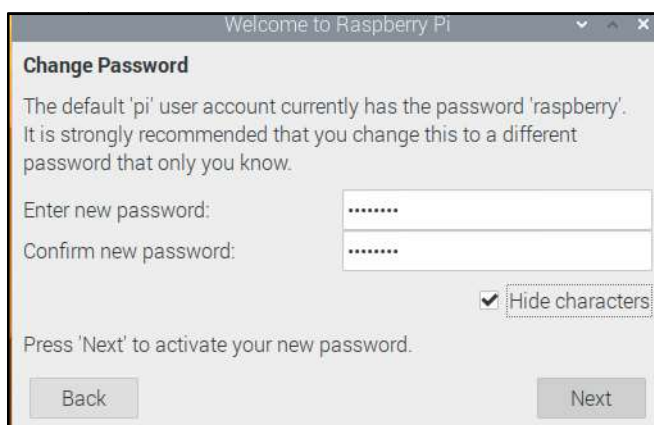 Welcome to Raspberry Pi
Change Password
The default 'pi' user account currently has the password 'raspberry'.
It is strongly recommended that you change this to a different
password that only you know.
Enter new password: ••••••••
Confirm new password: ••••••••
Hide characters
Press 'Next' to activate your new password.
Back Next